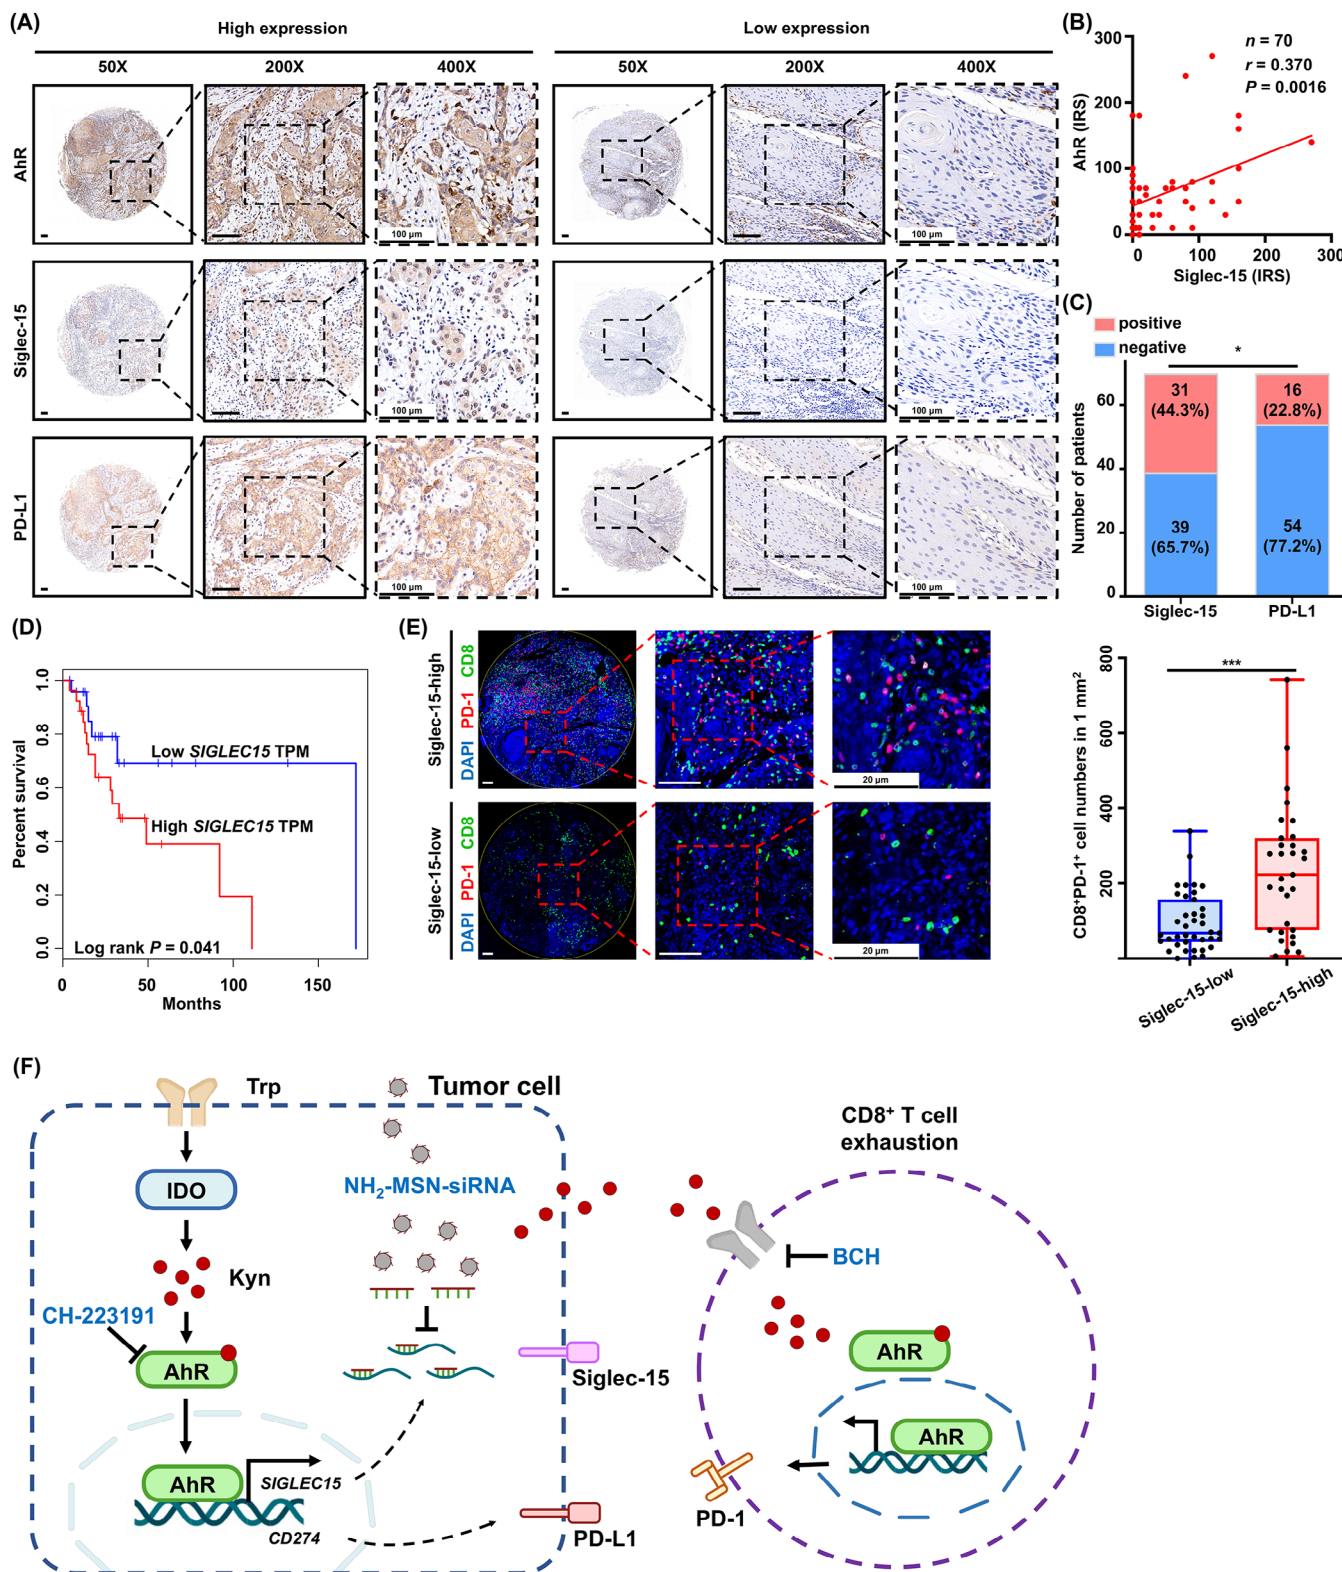 (A)
High expression
Low expression
50X 200X 400X 50X 200X 400X
AhR
100 μm
100 μm
Siglec-15
100 μm
100 μm
PD-L1
100 μm
100 μm
(B)
n = 70
r = 0.370
P = 0.0016
AhR (IRS)
300
200
100
0
0 100 200 300
Siglec-15 (IRS)
(C)
positive
negative
*
Number of patients
60
40
20
0
31
(44.3%)
16
(22.8%)
39
(65.7%)
54
(77.2%)
Siglec-15 PD-L1
(D)
Percent survival
1.0
0.8
0.6
0.4
0.2
0.0
Low SIGLEC15 TPM
High SIGLEC15 TPM
Log rank P = 0.041
0 50 100 150
Months
(E)
Siglec-15-high
DAPI PD-1 CD8
20 μm
Siglec-15-low
DAPI PD-1 CD8
20 μm
CD8+PD-1+ cell numbers in 1 mm²
800
600
400
200
***
Siglec-15-low
Siglec-15-high
(F)
Trp
Tumor cell
CD8⁺ T cell
exhaustion
IDO
NH₂-MSN-siRNA
Kyn
BCH
CH-223191
AhR
AhR
Siglec-15
AhR
SIGLEC15
AhR
CD274
PD-L1
PD-1